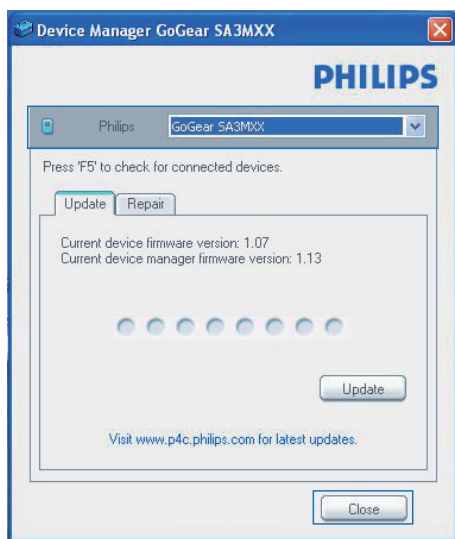 Device Manager GoGear SA3MXX
PHILIPS
Philips GoGear SA3MXX
Press 'F5' to check for connected devices.
Update Repair
Current device firmware version: 1.07
Current device manager firmware version: 1.13
Update
Visit www.p4c.philips.com for latest updates.
Close